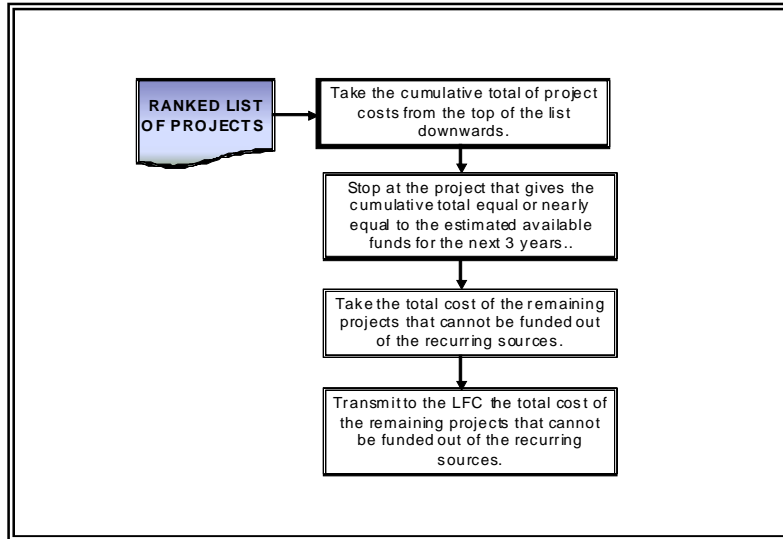 RANKED LIST
OF PROJECTS
Take the cumulative total of project
costs from the top of the list
downwards.
Stop at the project that gives the
cumulative total equal or nearly
equal to the estimated available
funds for the next 3 years..
Take the total cost of the remaining
projects that cannot be funded out
of the recurring sources.
Transmit to the LFC the total cost of
the remaining projects that cannot
be funded out of the recurring
sources.